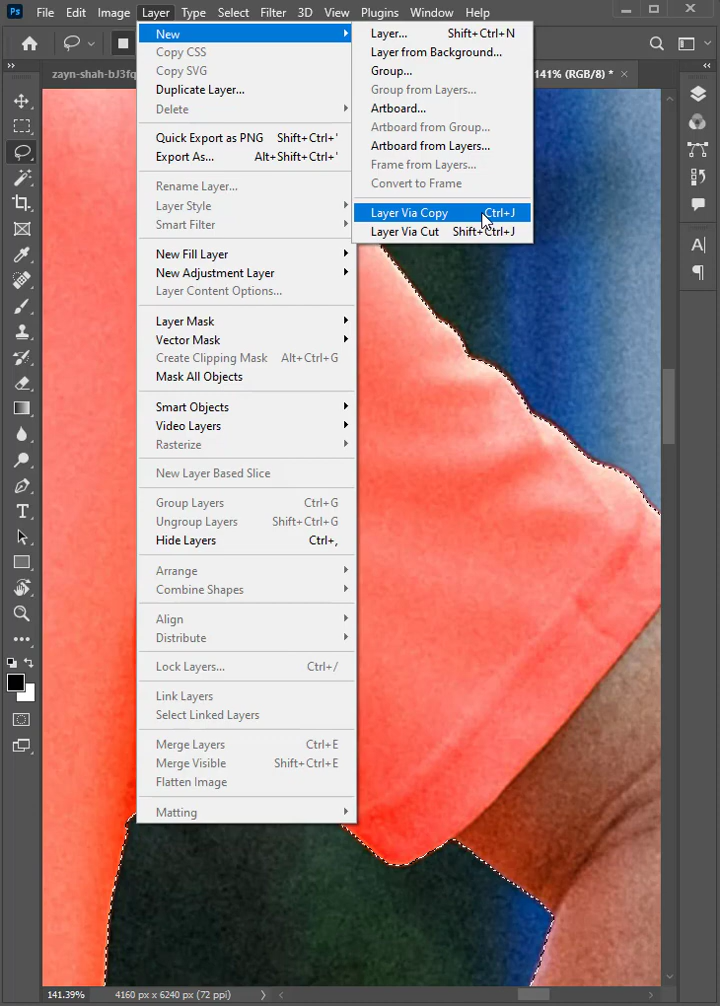 Ps File Edit Image Layer Type Select Filter 3D View Plugins Window Help
zayn-shah-bJ3fq
141% (RGB/8) *
New
Copy CSS
Copy SVG
Duplicate Layer...
Delete
Quick Export as PNG Shift+Ctrl+'
Export As... Alt+Shift+Ctrl+'
Rename Layer...
Layer Style
Smart Filter
New Fill Layer
New Adjustment Layer
Layer Content Options...
Layer Mask
Vector Mask
Create Clipping Mask Alt+Ctrl+G
Mask All Objects
Smart Objects
Video Layers
Rasterize
New Layer Based Slice
Group Layers Ctrl+G
Ungroup Layers Shift+Ctrl+G
Hide Layers Ctrl+,
Arrange
Combine Shapes
Align
Distribute
Lock Layers... Ctrl+/
Link Layers
Select Linked Layers
Merge Layers Ctrl+E
Merge Visible Shift+Ctrl+E
Flatten Image
Matting
Layer... Shift+Ctrl+N
Layer from Background...
Group...
Group from Layers...
Artboard...
Artboard from Group...
Artboard from Layers...
Frame from Layers...
Convert to Frame
Layer Via Copy Ctrl+J
Layer Via Cut Shift+Ctrl+J
141.39% 4160 px x 6240 px (72 ppi)